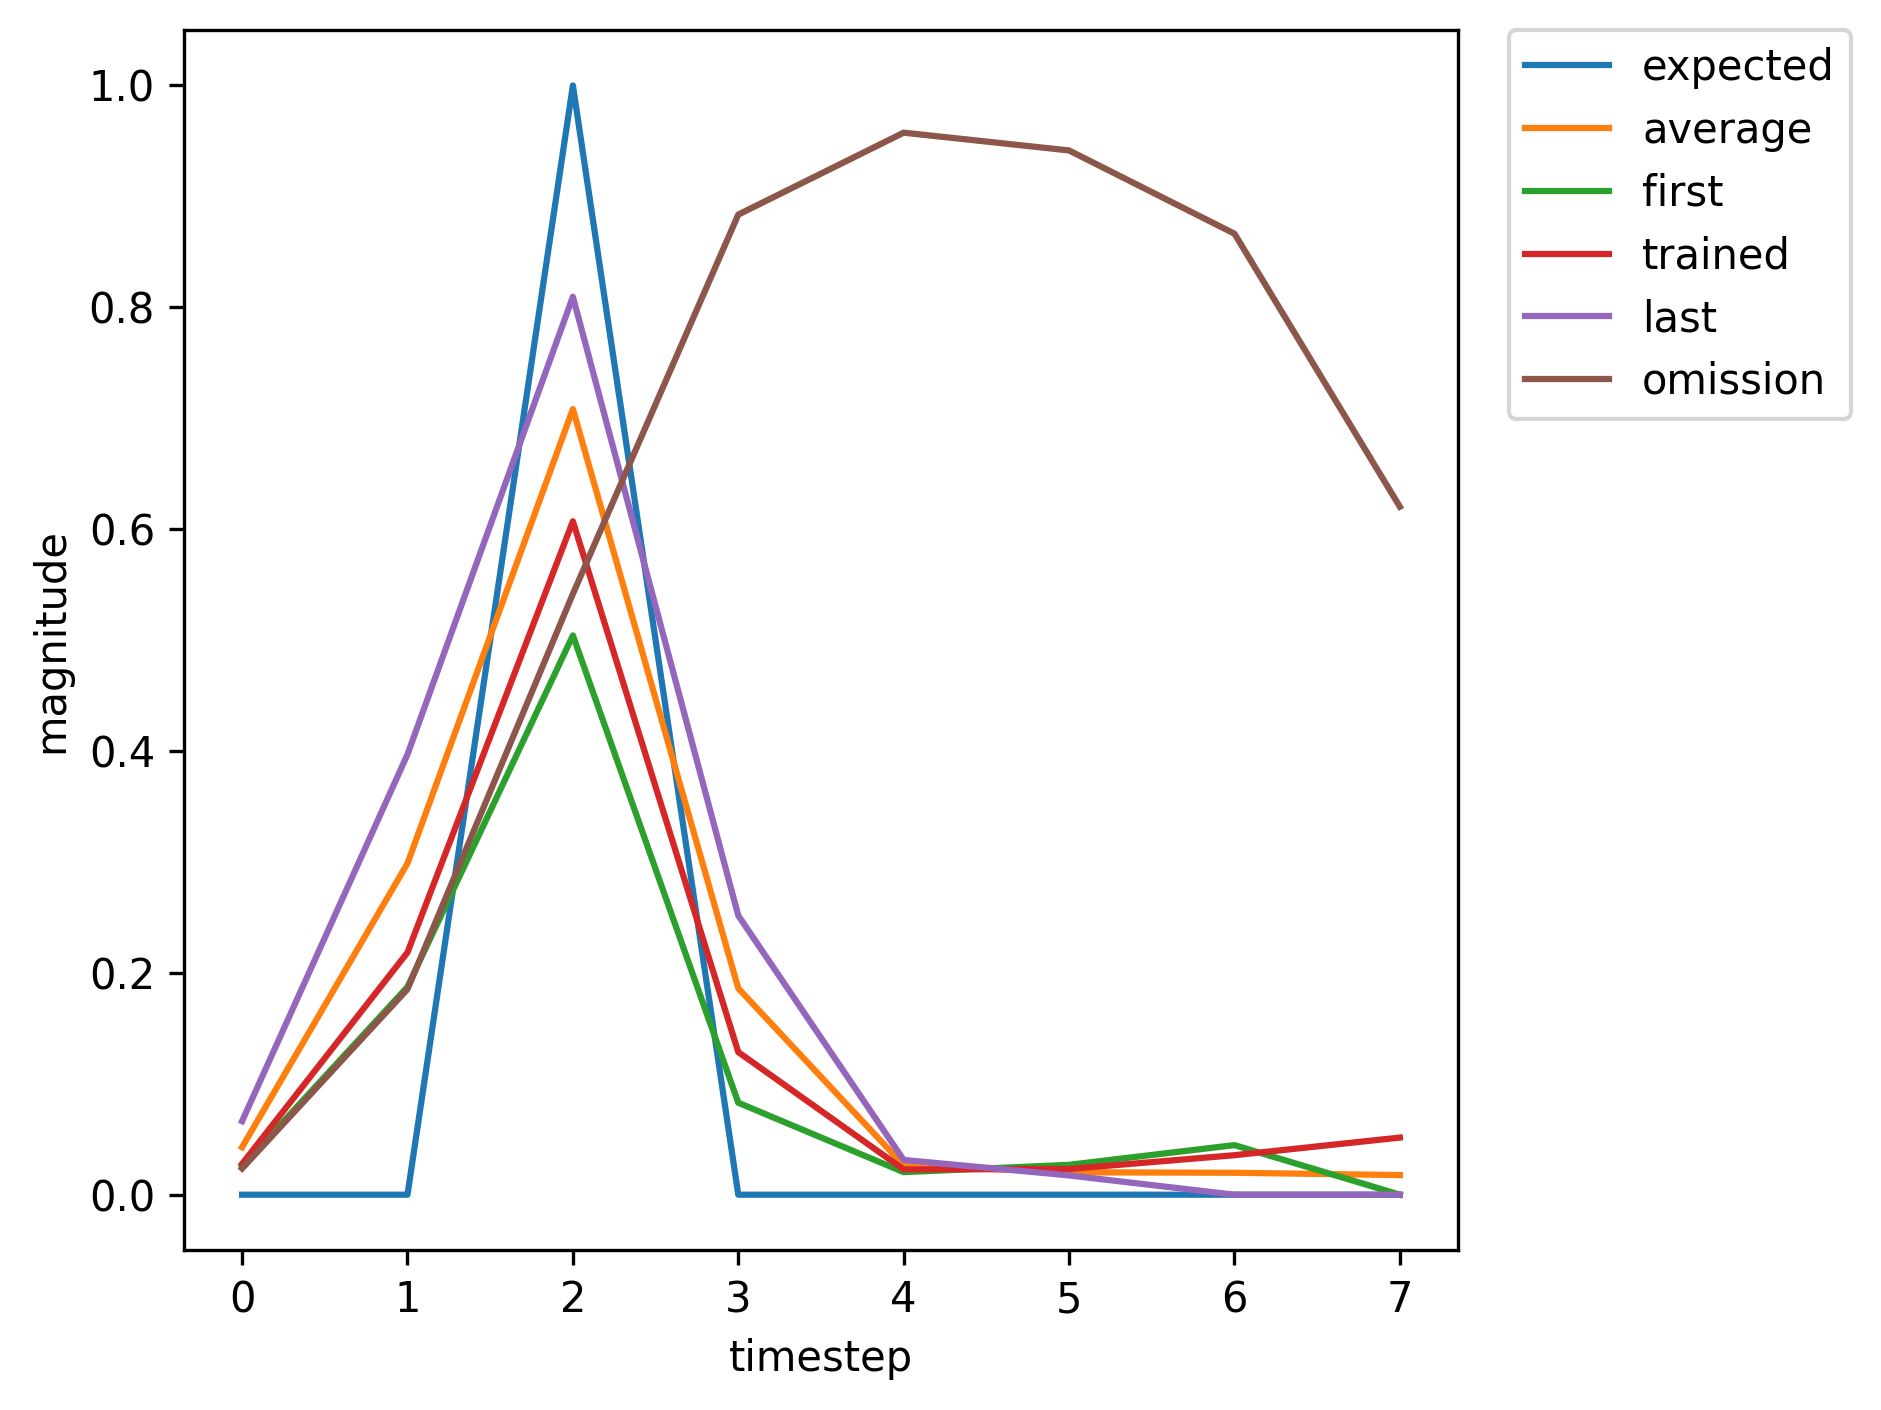 1.0
0.8
0.6
0.4
0.2
0.0
magnitude
0 1 2 3 4 5 6 7
timestep
expected
average
first
trained
last
omission